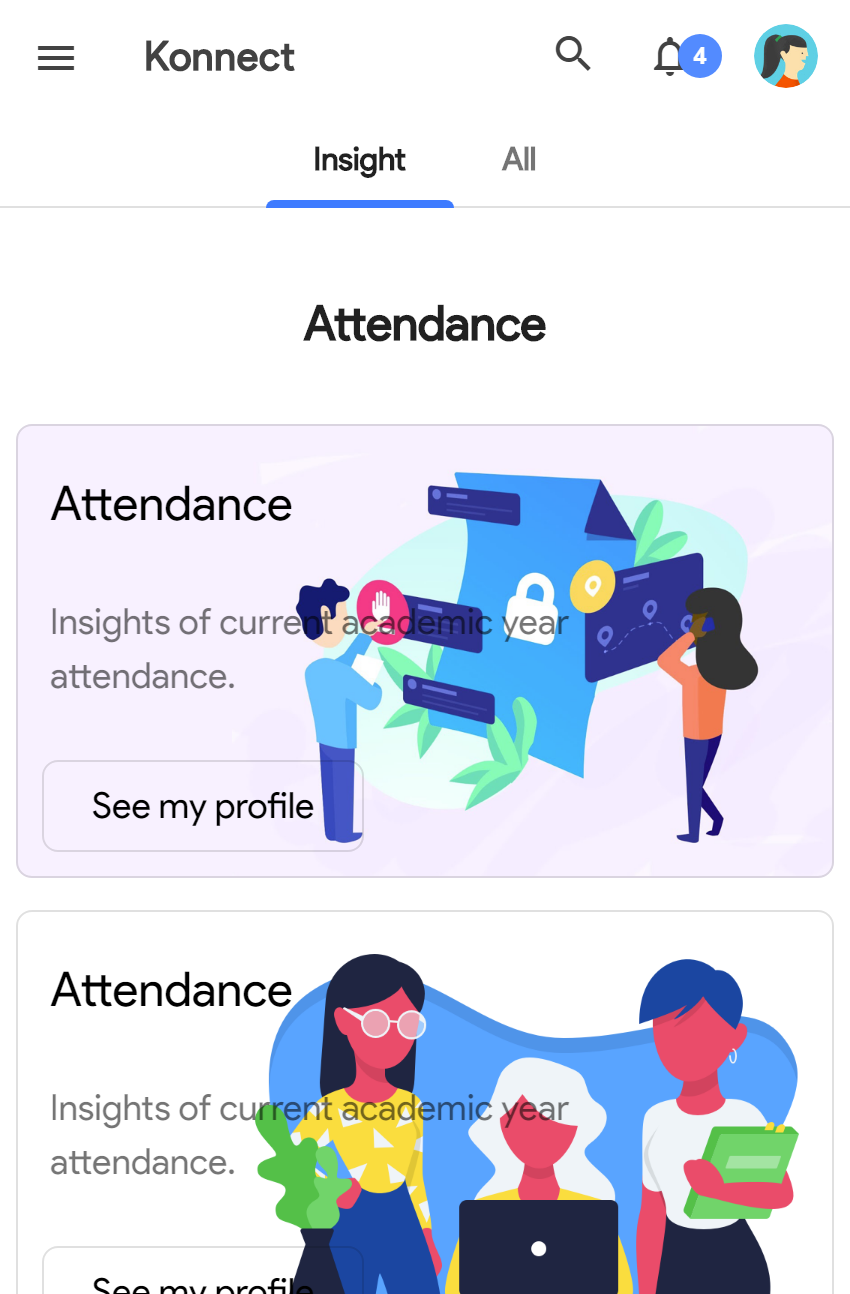 Konnect
4
Insight
All
Attendance
Attendance
Insights of current academic year
attendance.
See my profile
Attendance
Insights of current academic year
attendance.
See my profile